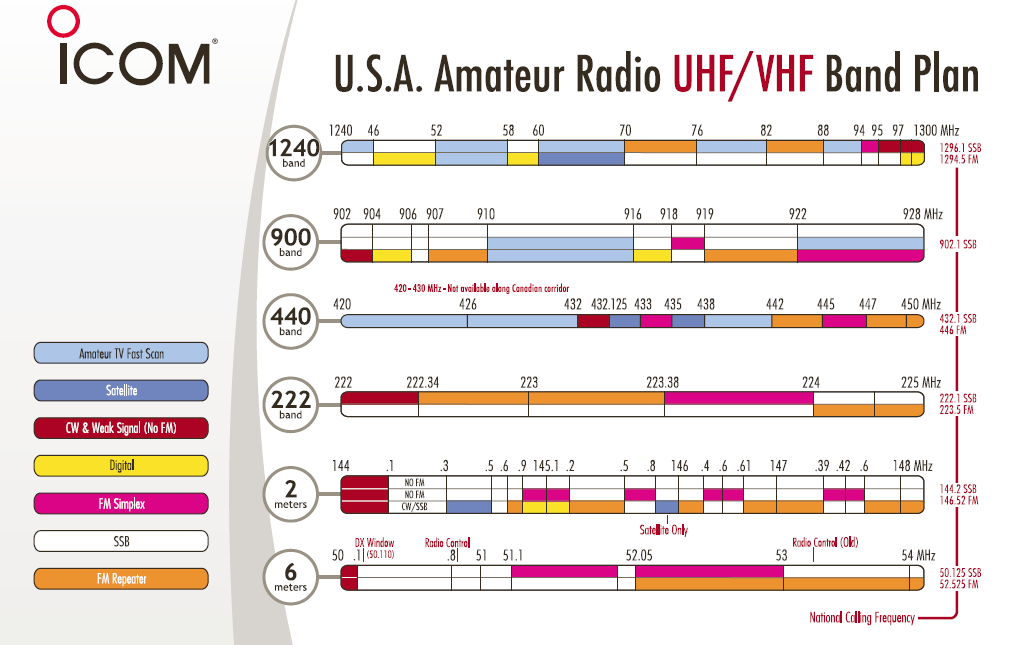 ICOM®
U.S.A. Amateur Radio UHF/VHF Band Plan
1240 46 52 58 60 70 76 82 88 94 95 97 1300 MHz
1240
band
1296.1 SSB
1294.5 FM
902 904 906 907 910 916 918 919 922 928 MHz
900
band
902.1 SSB
420 - 430 MHz - Not available along Canadian corridor
420 426 432 432.125 433 435 438 442 445 447 450 MHz
440
band
432.1 SSB
446 FM
Amateur TV Fast Scan
Satellite
CW & Weak Signal (No FM)
Digital
FM Simplex
SSB
FM Repeater
222 222.34 223 223.38 224 225 MHz
222
band
222.1 SSB
223.5 FM
144 .1 .3 .5 .6 .9 145.1 .2 .5 .8 146 .4 .6 .61 147 .39 .42 .6 148 MHz
2
meters
NO FM
NO FM
CW/SSB
144.2 SSB
146.52 FM
Satellite Only
DX Window
(50.110)
Radio Control
Radio Control (Old)
50 .1 .8 51 51.1 52.05 53 54 MHz
6
meters
50.125 SSB
52.525 FM
National Calling Frequency